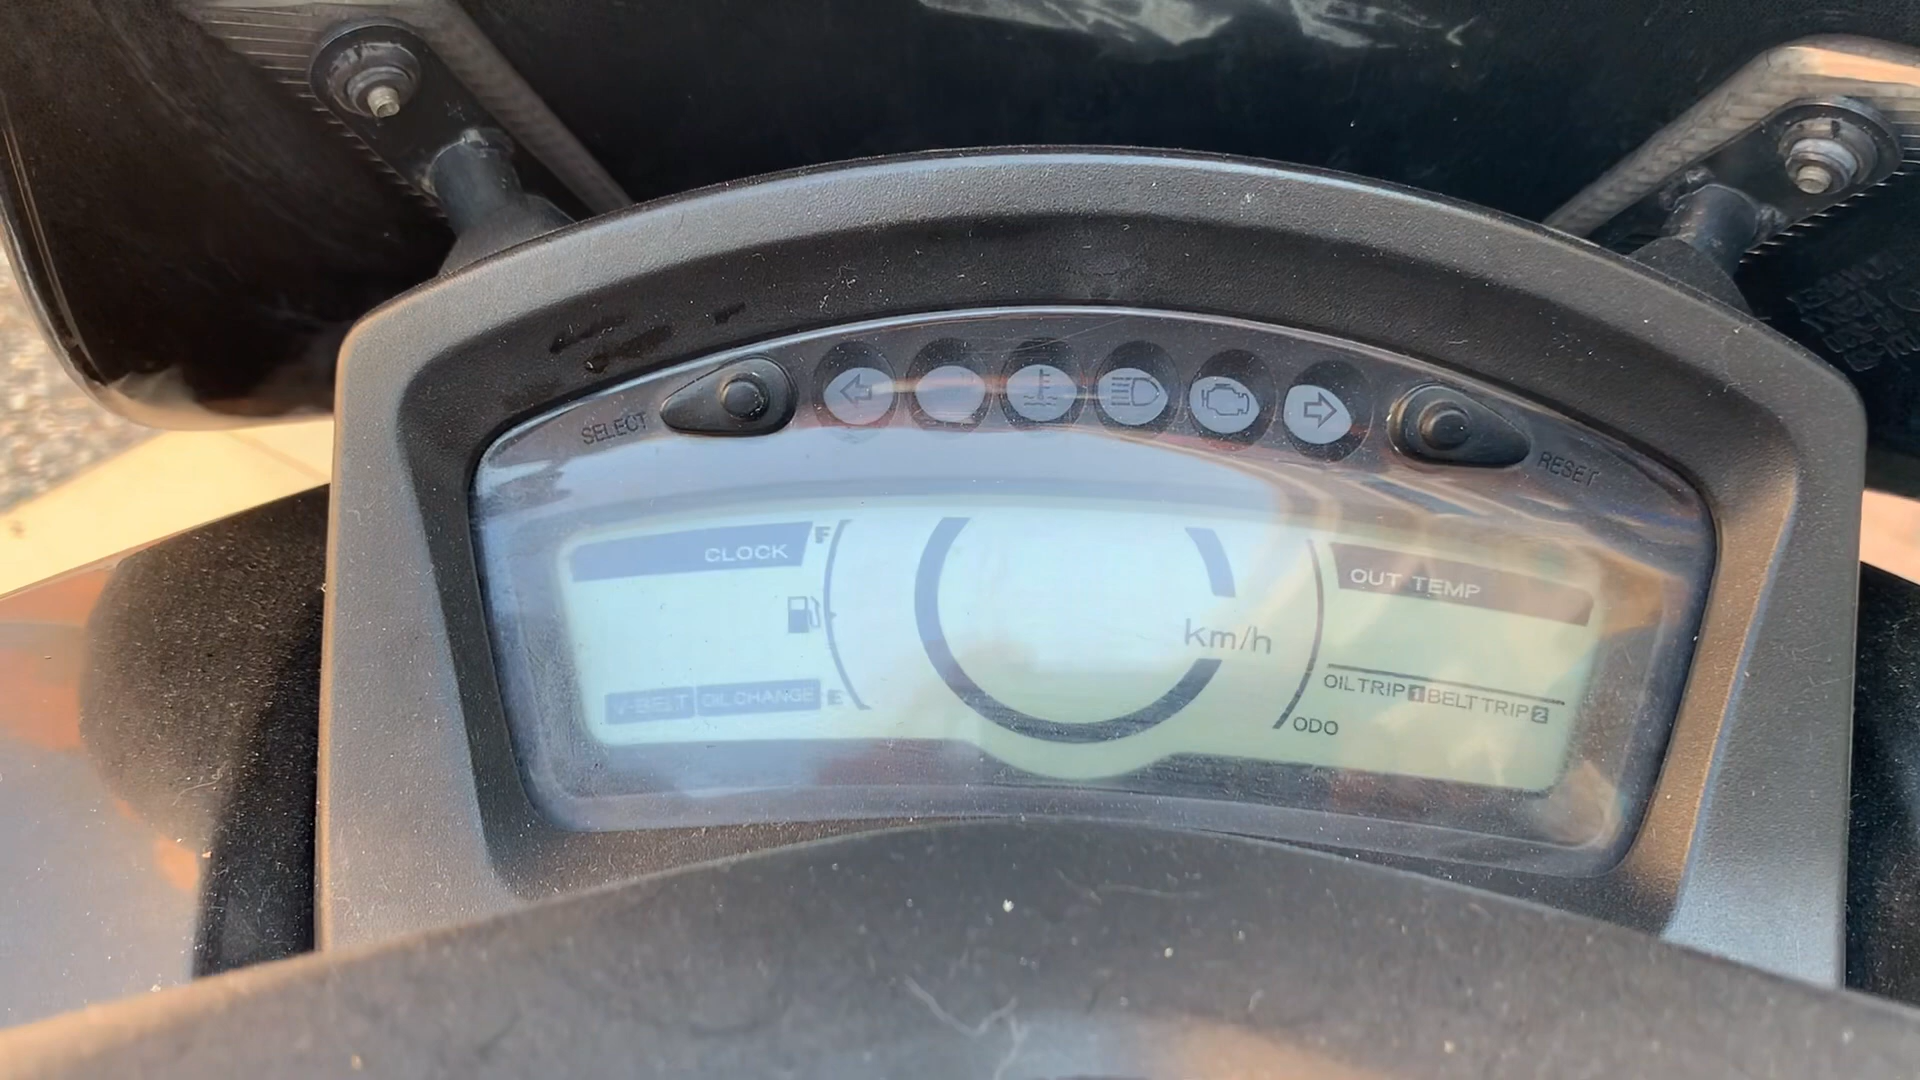 SELECT
RESET
CLOCK
F
OUT TEMP
km/h
V-BELT OIL CHANGE E
OIL TRIP 1 BELT TRIP 2
ODO